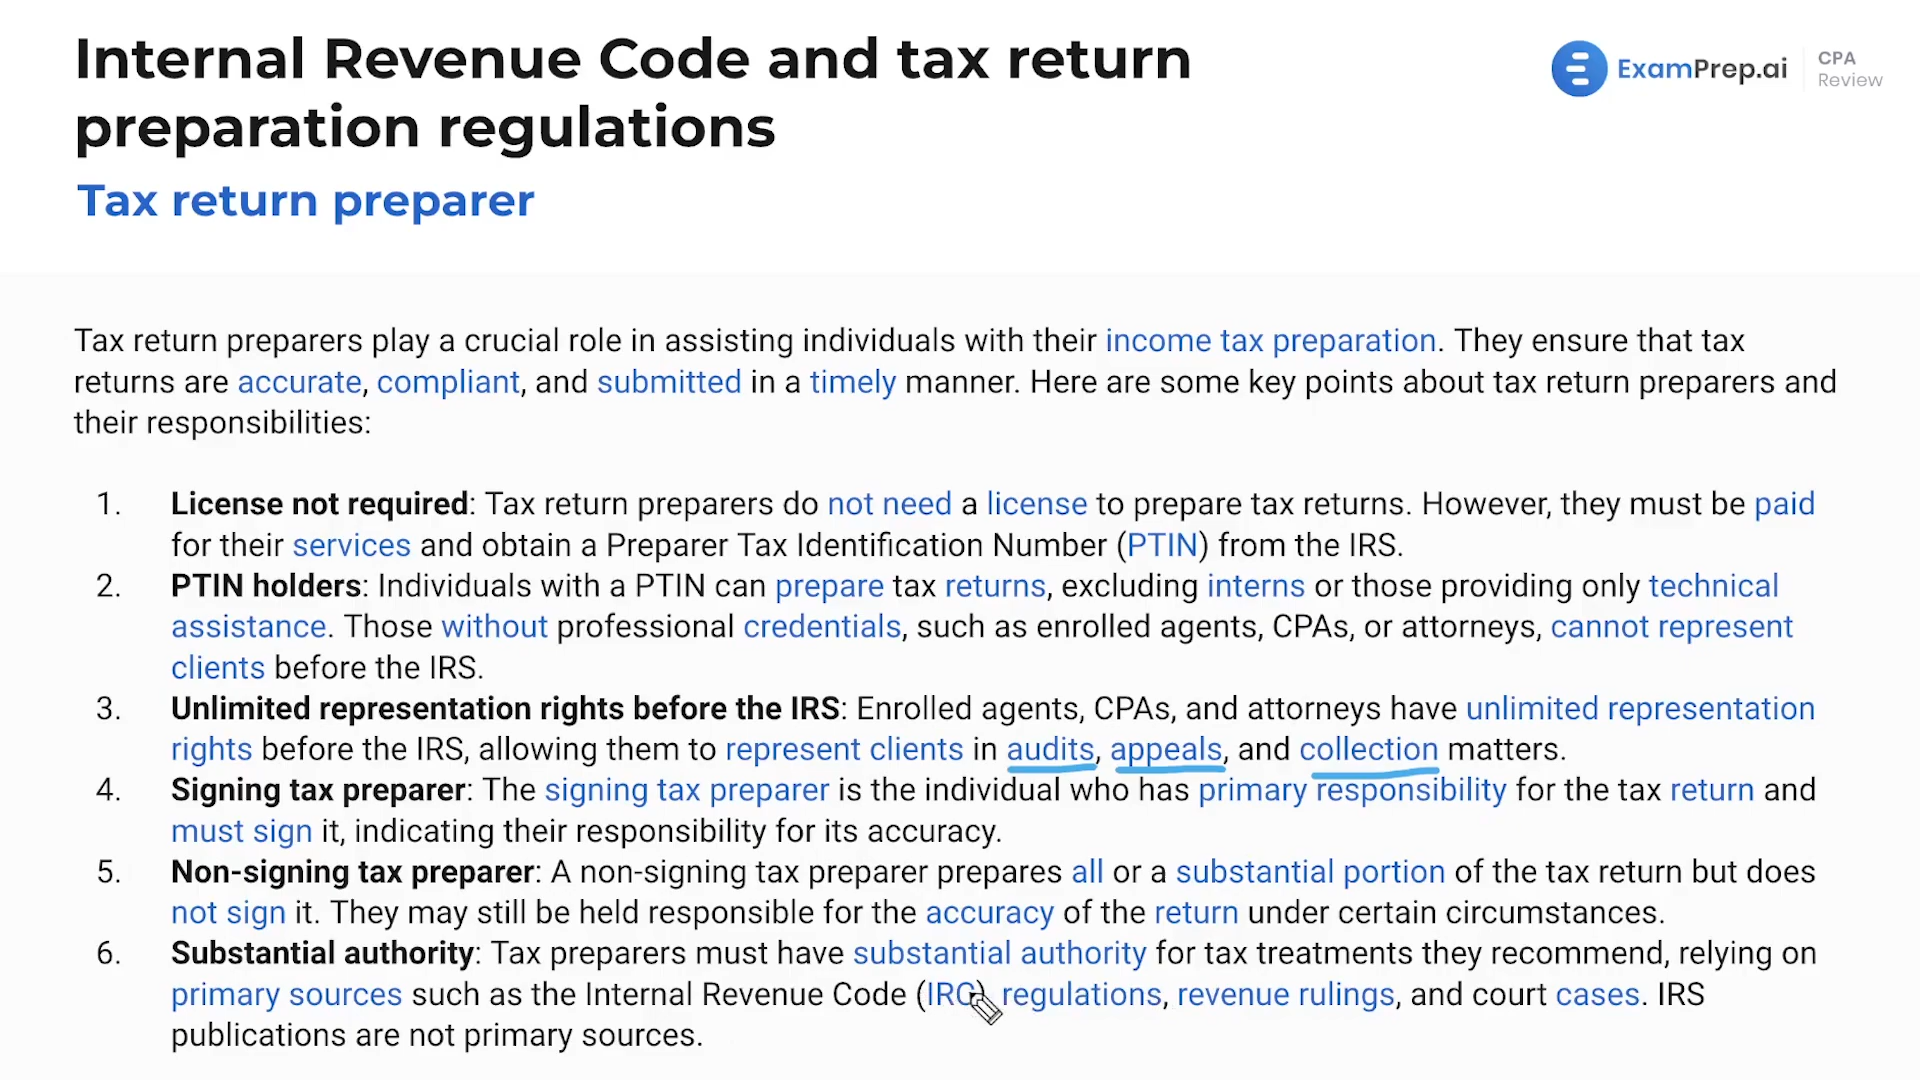 Internal Revenue Code and tax return
preparation regulations
Tax return preparer
ExamPrep.ai
CPA
Review
Tax return preparers play a crucial role in assisting individuals with their income tax preparation. They ensure that tax
returns are accurate, compliant, and submitted in a timely manner. Here are some key points about tax return preparers and
their responsibilities:
1. License not required: Tax return preparers do not need a license to prepare tax returns. However, they must be paid
for their services and obtain a Preparer Tax Identification Number (PTIN) from the IRS.
2. PTIN holders: Individuals with a PTIN can prepare tax returns, excluding interns or those providing only technical
assistance. Those without professional credentials, such as enrolled agents, CPAs, or attorneys, cannot represent
clients before the IRS.
3. Unlimited representation rights before the IRS: Enrolled agents, CPAs, and attorneys have unlimited representation
rights before the IRS, allowing them to represent clients in audits, appeals, and collection matters.
4. Signing tax preparer: The signing tax preparer is the individual who has primary responsibility for the tax return and
must sign it, indicating their responsibility for its accuracy.
5. Non-signing tax preparer: A non-signing tax preparer prepares all or a substantial portion of the tax return but does
not sign it. They may still be held responsible for the accuracy of the return under certain circumstances.
6. Substantial authority: Tax preparers must have substantial authority for tax treatments they recommend, relying on
primary sources such as the Internal Revenue Code (IRC), regulations, revenue rulings, and court cases. IRS
publications are not primary sources.